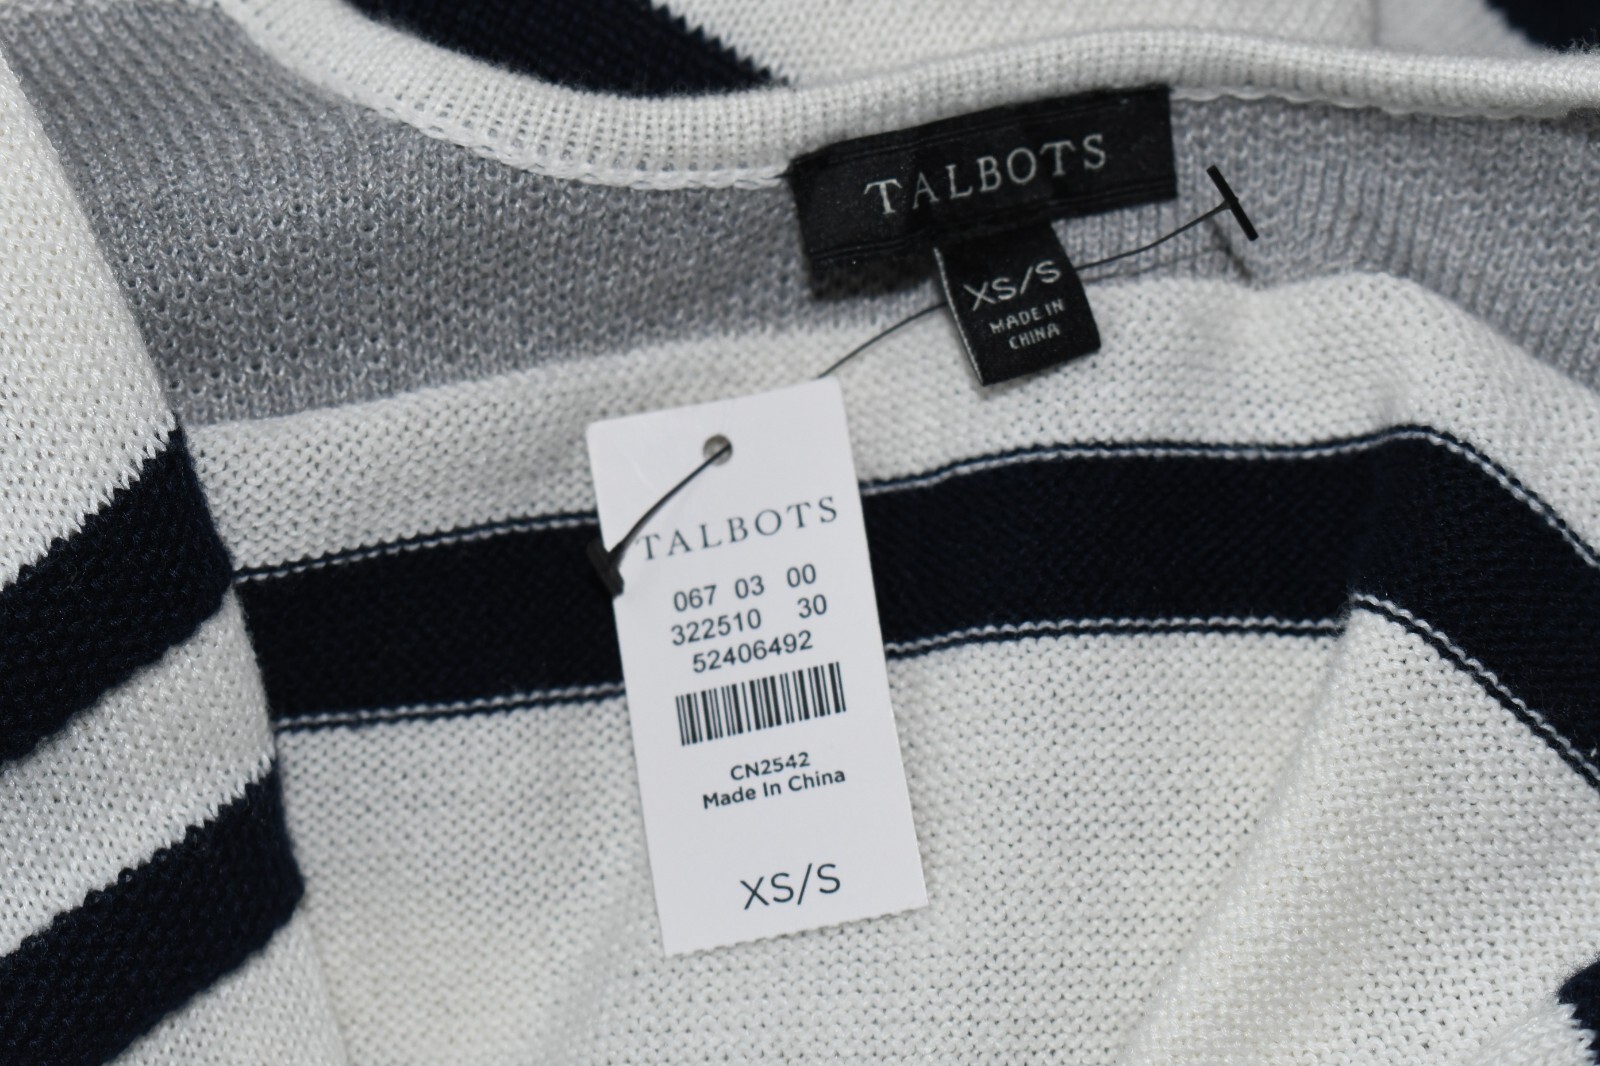 TALBOTS
XS/S
MADE IN
CHINA
TALBOTS
067 03 00
322510 30
52406492
CN2542
Made In China
XS/S